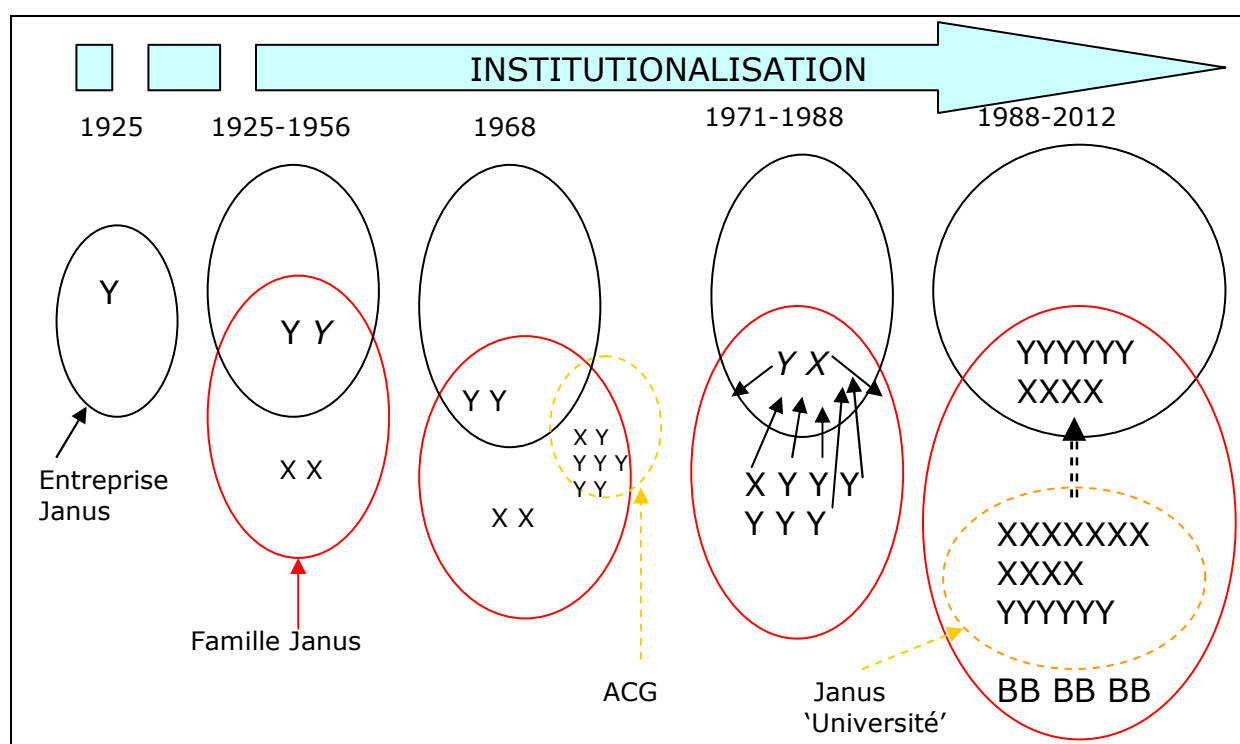 INSTITUTIONALISATION
1925
1925-1956
1968
1971-1988
1988-2012
Y
Entreprise
Janus
Y Y
X X
Famille Janus
Y Y
X Y
Y Y Y
Y Y
X X
ACG
Y X
X Y Y Y
Y Y Y
YYYYYY
XXXX
XXXXXXX
XXXX
YYYYYY
BB BB BB
Janus
‘Université’